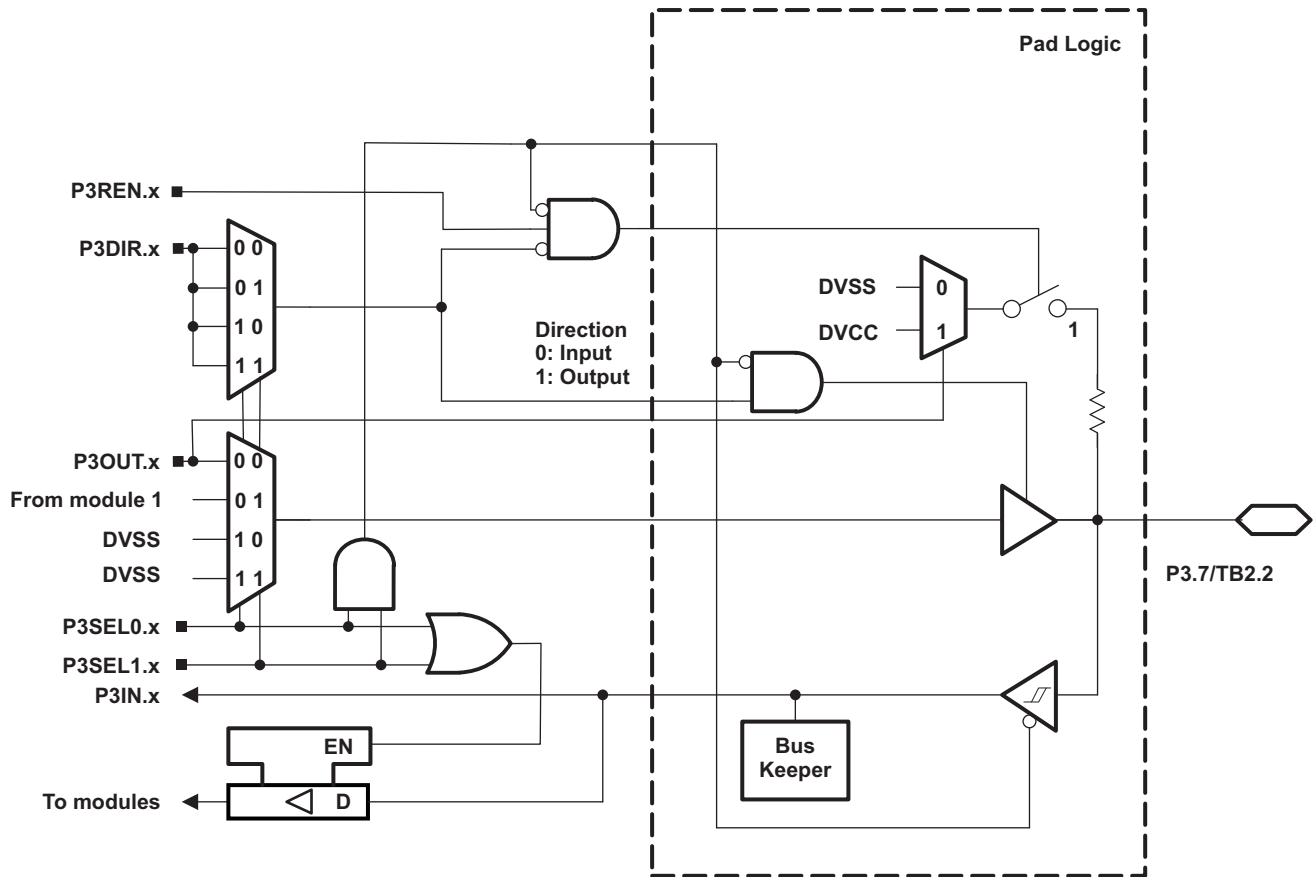 Pad Logic
P3REN.x
P3DIR.x
0 0
0 1
1 0
1 1
Direction
0: Input
1: Output
DVSS
DVCC
0
1
1
P3OUT.x
From module 1
DVSS
DVSS
0 0
0 1
1 0
1 1
P3.7/TB2.2
P3SEL0.x
P3SEL1.x
P3IN.x
EN
D
To modules
Bus
Keeper